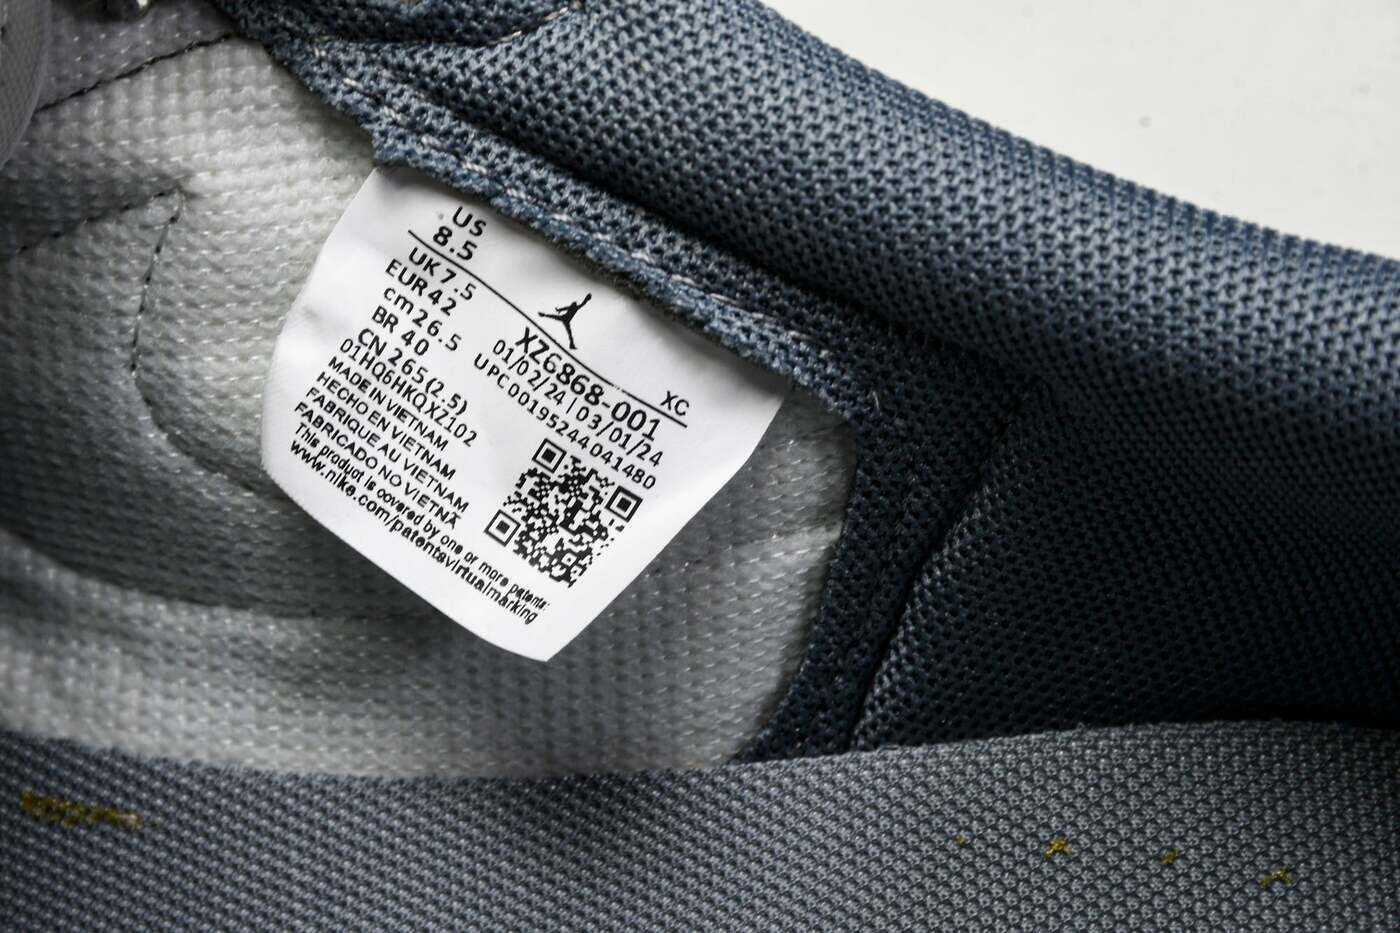 US
8.5
UK 7.5
EUR 42
cm 26.5
BR 40
CN 265(2.5)
01HQ6HKQXZ102
MADE IN VIETNAM
HECHO EN VIETNAM
FABRIQUE AU VIETNAM
FABRICADO NO VIETNÃ
This product is covered by one or more patents:
www.nike.com/patentsvirtualmarking
XC
XZ6868-001
01/02/24 | 03/01/24
UPC00195244041480